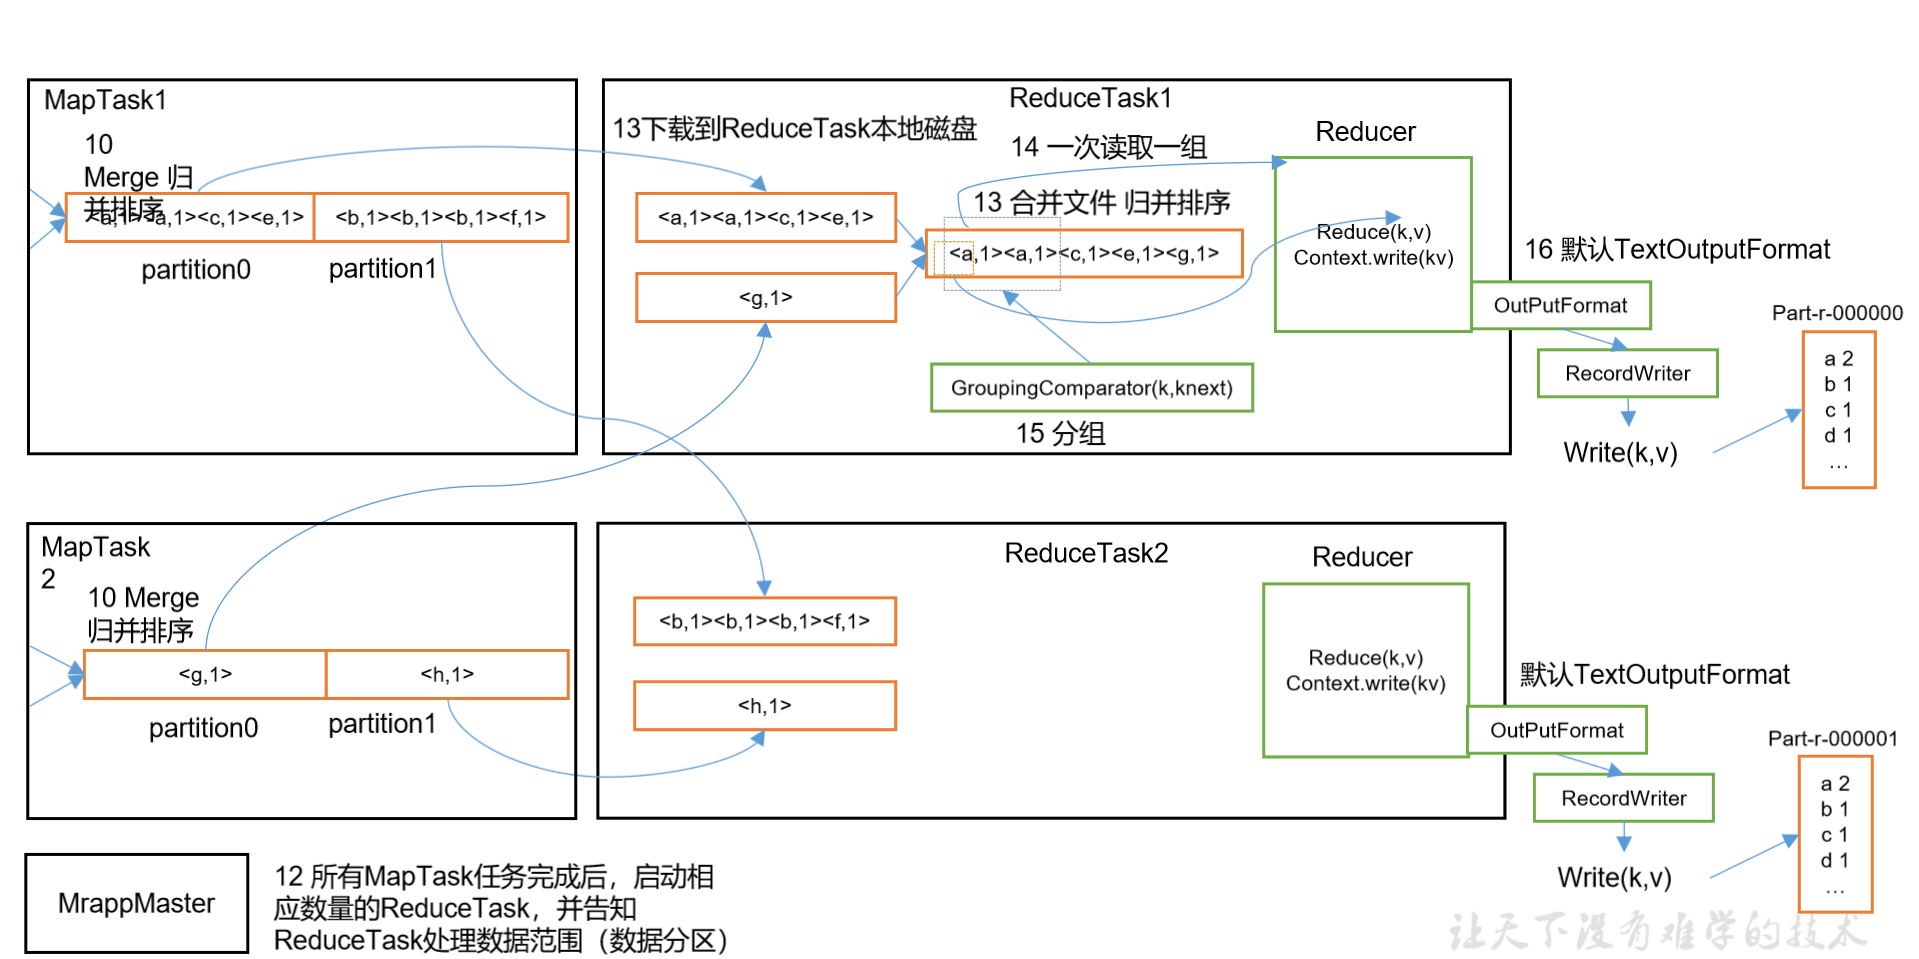 MapTask1
10
Merge 归
并排序
<a,1><a,1><c,1><e,1>
<b,1><b,1><b,1><f,1>
partition0
partition1
ReduceTask1
13下载到ReduceTask本地磁盘
14 一次读取一组
Reducer
<a,1><a,1><c,1><e,1>
13 合并文件 归并排序
<a,1><a,1><c,1><e,1><g,1>
<g,1>
Reduce(k,v)
Context.write(kv)
GroupingComparator(k,knext)
15 分组
16 默认TextOutputFormat
OutPutFormat
RecordWriter
Write(k,v)
Part-r-000000
a 2
b 1
c 1
d 1
...
MapTask
2
10 Merge
归并排序
<g,1>
<h,1>
partition0
partition1
ReduceTask2
Reducer
<b,1><b,1><b,1><f,1>
<h,1>
Reduce(k,v)
Context.write(kv)
默认TextOutputFormat
OutPutFormat
RecordWriter
Write(k,v)
Part-r-000001
a 2
b 1
c 1
d 1
...
MrappMaster
12 所有MapTask任务完成后，启动相
应数量的ReduceTask，并告知
ReduceTask处理数据范围（数据分区）
让天下没有难学的技术